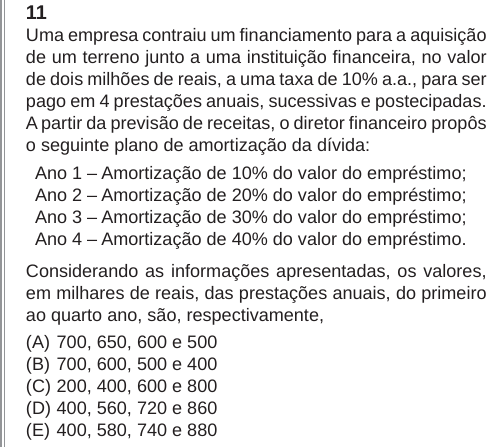 11
Uma empresa contraiu um financiamento para a aquisição
de um terreno junto a uma instituição financeira, no valor
de dois milhões de reais, a uma taxa de 10% a.a., para ser
pago em 4 prestações anuais, sucessivas e postecipadas.
A partir da previsão de receitas, o diretor financeiro propôs
o seguinte plano de amortização da dívida:
Ano 1 – Amortização de 10% do valor do empréstimo;
Ano 2 – Amortização de 20% do valor do empréstimo;
Ano 3 – Amortização de 30% do valor do empréstimo;
Ano 4 – Amortização de 40% do valor do empréstimo.
Considerando as informações apresentadas, os valores,
em milhares de reais, das prestações anuais, do primeiro
ao quarto ano, são, respectivamente,
(A) 700, 650, 600 e 500
(B) 700, 600, 500 e 400
(C) 200, 400, 600 e 800
(D) 400, 560, 720 e 860
(E) 400, 580, 740 e 880